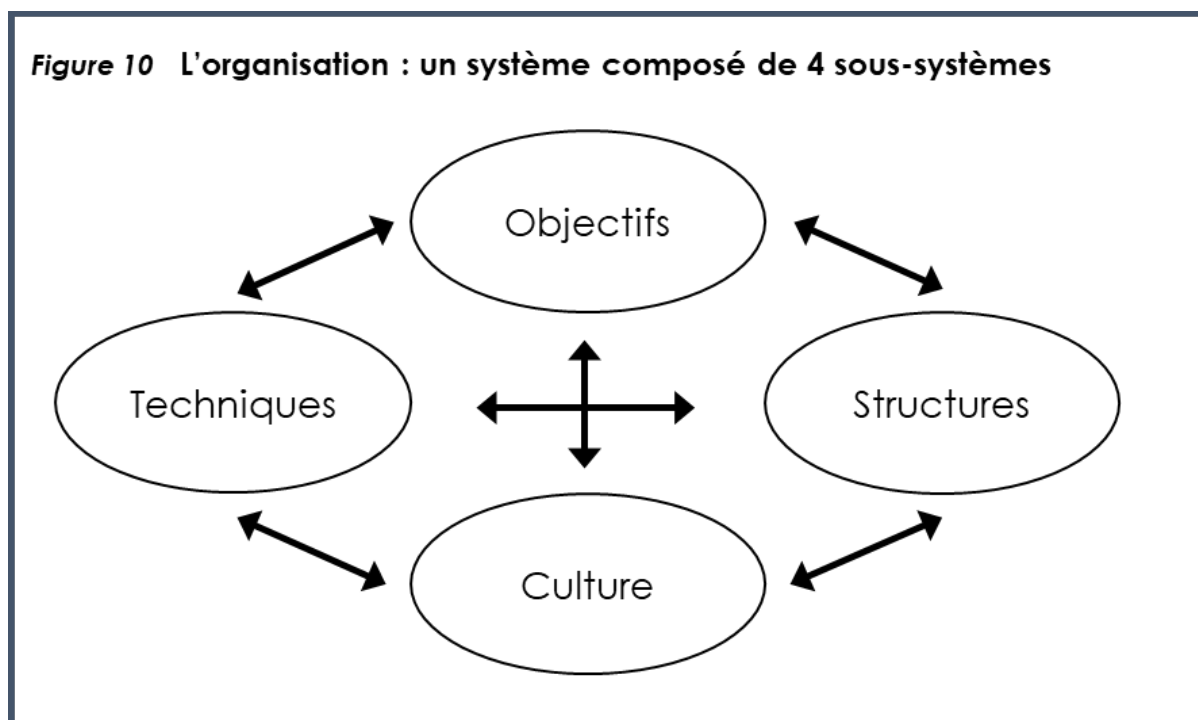 Figure 10 L'organisation : un système composé de 4 sous-systèmes
Objectifs
Techniques
Structures
Culture